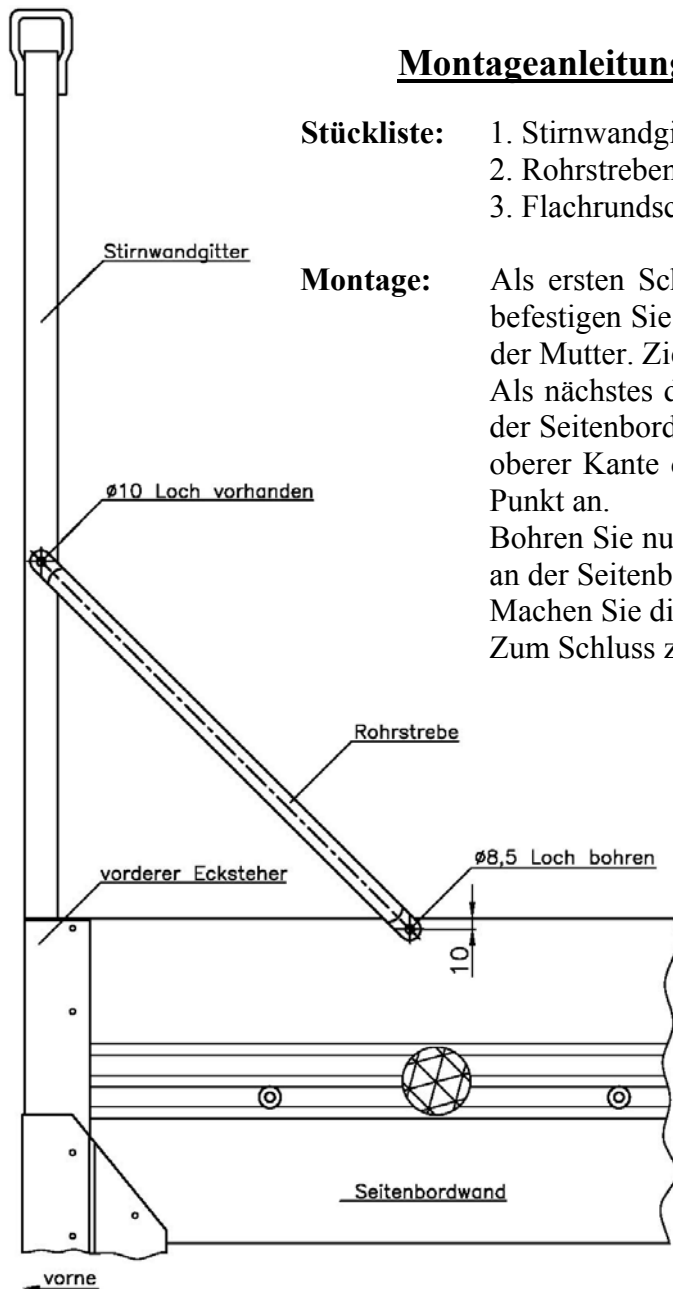 Montageanleitung
Stückliste: 1. Stirnwandgi
2. Rohrstreben
3. Flachrundsc
Montage: Als ersten Sc
befestigen Sie
der Mutter. Zie
Als nächstes d
der Seitenbord
oberer Kante
Punkt an.
Bohren Sie nu
an der Seitenb
Machen Sie di
Zum Schluss z
Stirnwandgitter
ø10 Loch vorhanden
Rohrstrebe
ø8,5 Loch bohren
vorderer Ecksteher
10
Seitenbordwand
vorne